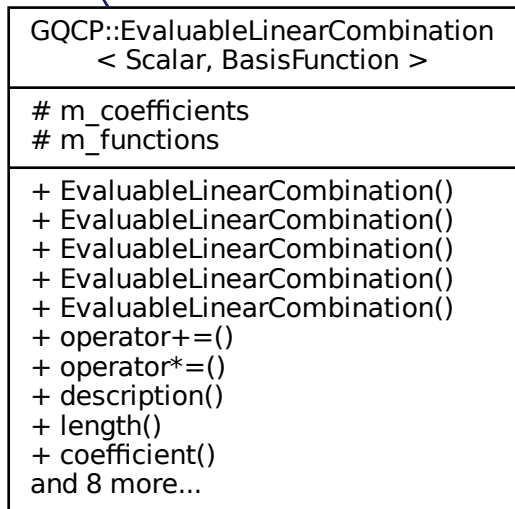 GQCP::EvaluableLinearCombination
< Scalar, BasisFunction >
# m_coefficients
# m_functions
+ EvaluableLinearCombination()
+ EvaluableLinearCombination()
+ EvaluableLinearCombination()
+ EvaluableLinearCombination()
+ EvaluableLinearCombination()
+ operator+=()
+ operator*=()
+ description()
+ length()
+ coefficient()
and 8 more...